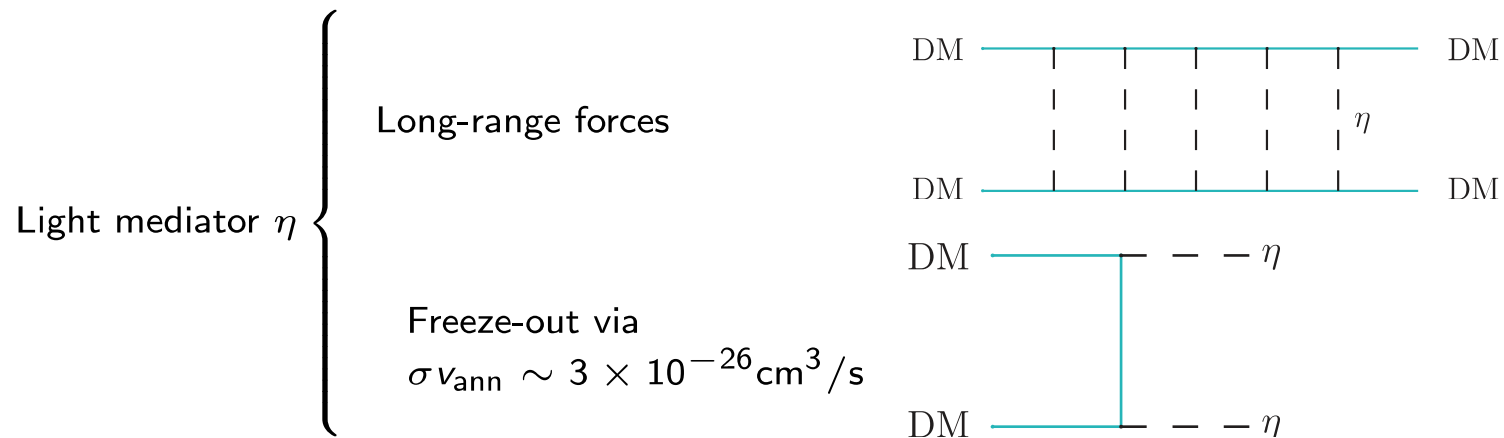 DM DM
Long-range forces
η
DM DM
Light mediator η
DM η
Freeze-out via
σv_ann ∼ 3 × 10^−26 cm^3/s
DM η